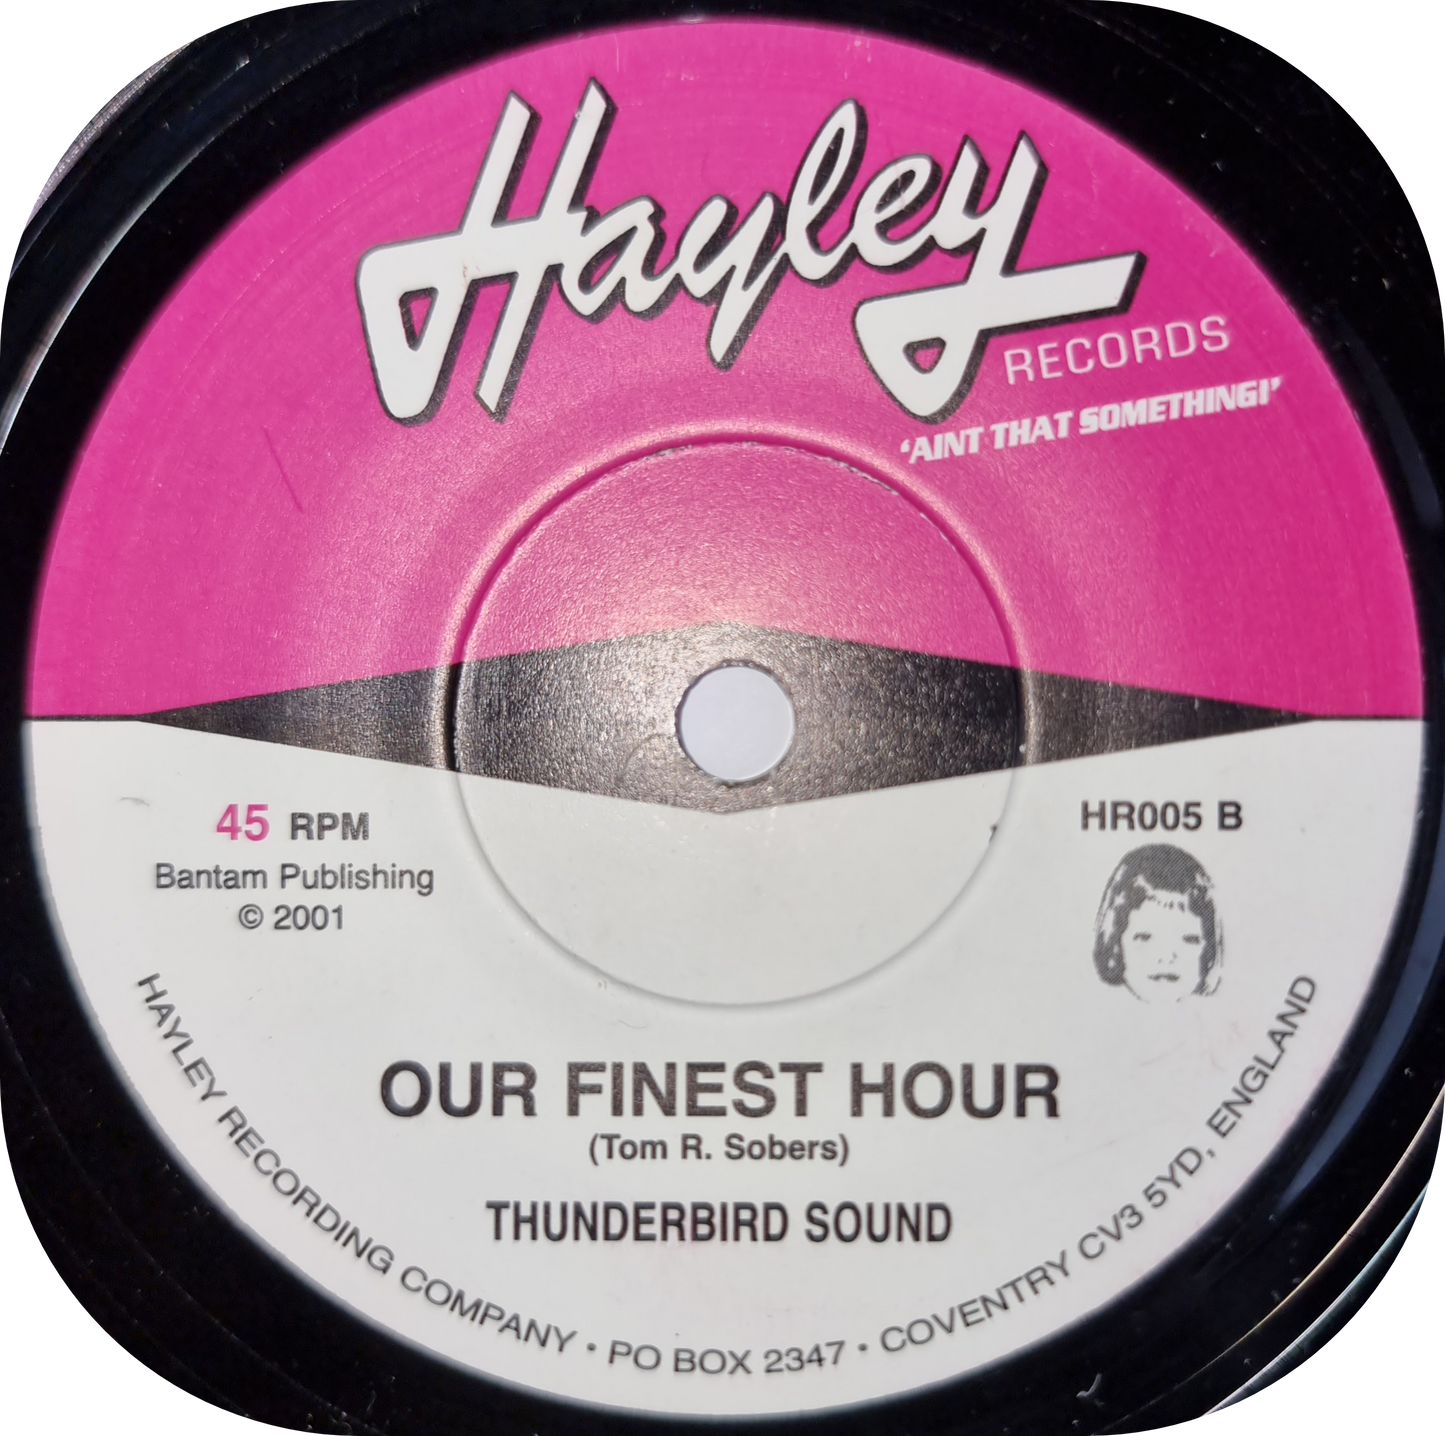 Hayley
RECORDS
‘AINT THAT SOMETHING!’
45 RPM
Bantam Publishing
© 2001
HR005 B
OUR FINEST HOUR
(Tom R. Sobers)
THUNDERBIRD SOUND
HAYLEY RECORDING COMPANY • PO BOX 2347 • COVENTRY CV3 5YD, ENGLAND